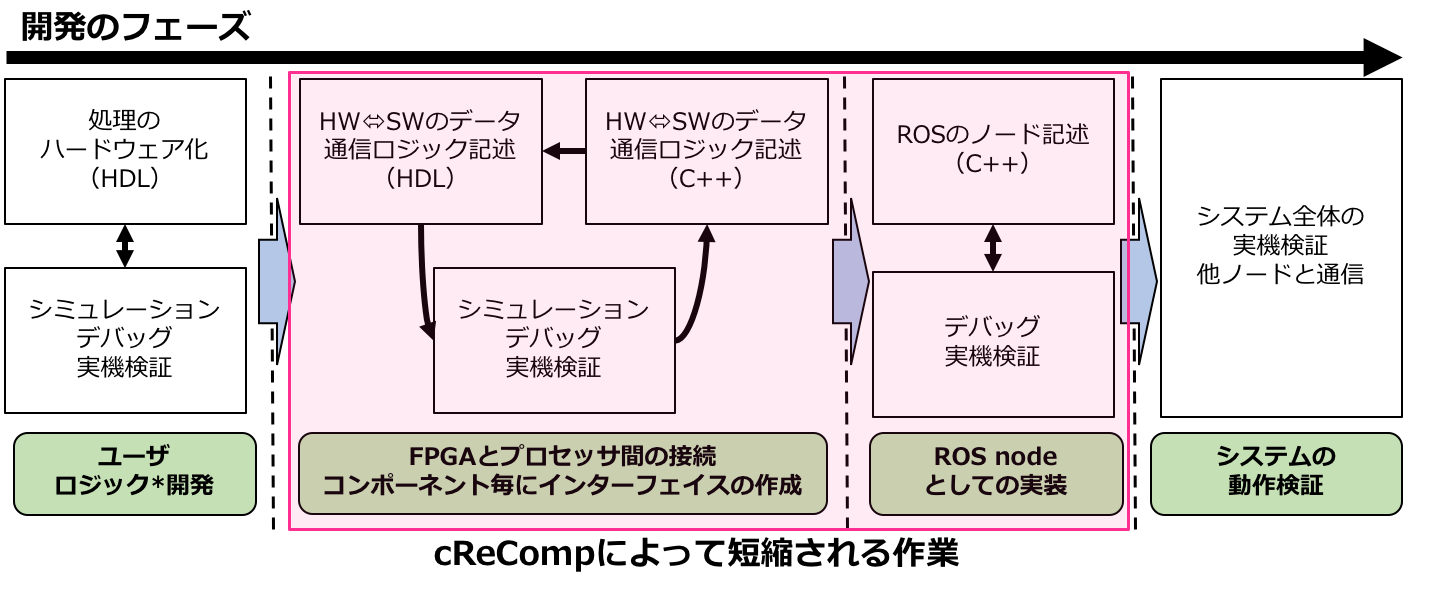 開発のフェーズ
処理の
ハードウェア化
（HDL）
シミュレーション
デバッグ
実機検証
ユーザ
ロジック*開発
HW⇔SWのデータ
通信ロジック記述
（HDL）
HW⇔SWのデータ
通信ロジック記述
（C++）
シミュレーション
デバッグ
実機検証
FPGAとプロセッサ間の接続
コンポーネント毎にインターフェイスの作成
ROSのノード記述
（C++）
デバッグ
実機検証
ROS node
としての実装
システム全体の
実機検証
他ノードと通信
システムの
動作検証
cReCompによって短縮される作業